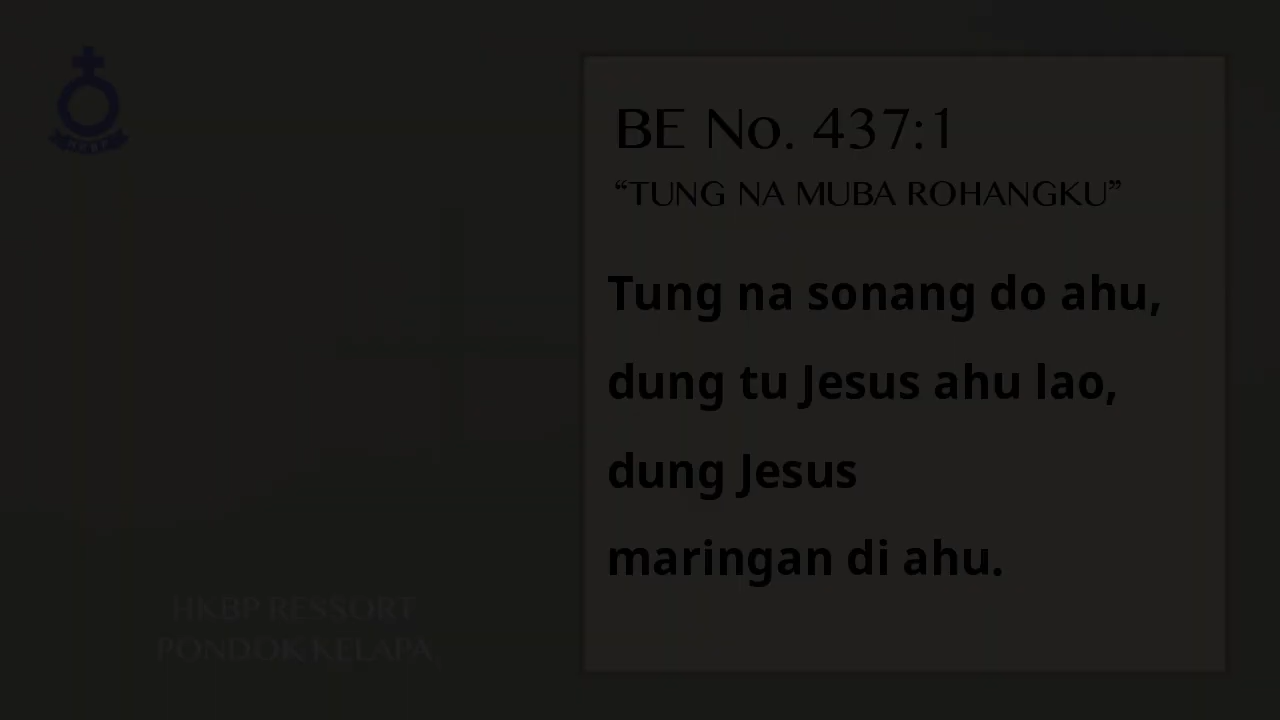 HKBP
BE No. 437:1
“TUNG NA MUBA ROHANGKU”
Tung na sonang do ahu,
dung tu Jesus ahu lao,
dung Jesus
maringan di ahu.
HKBP RESSORT
PONDOK KELAPA